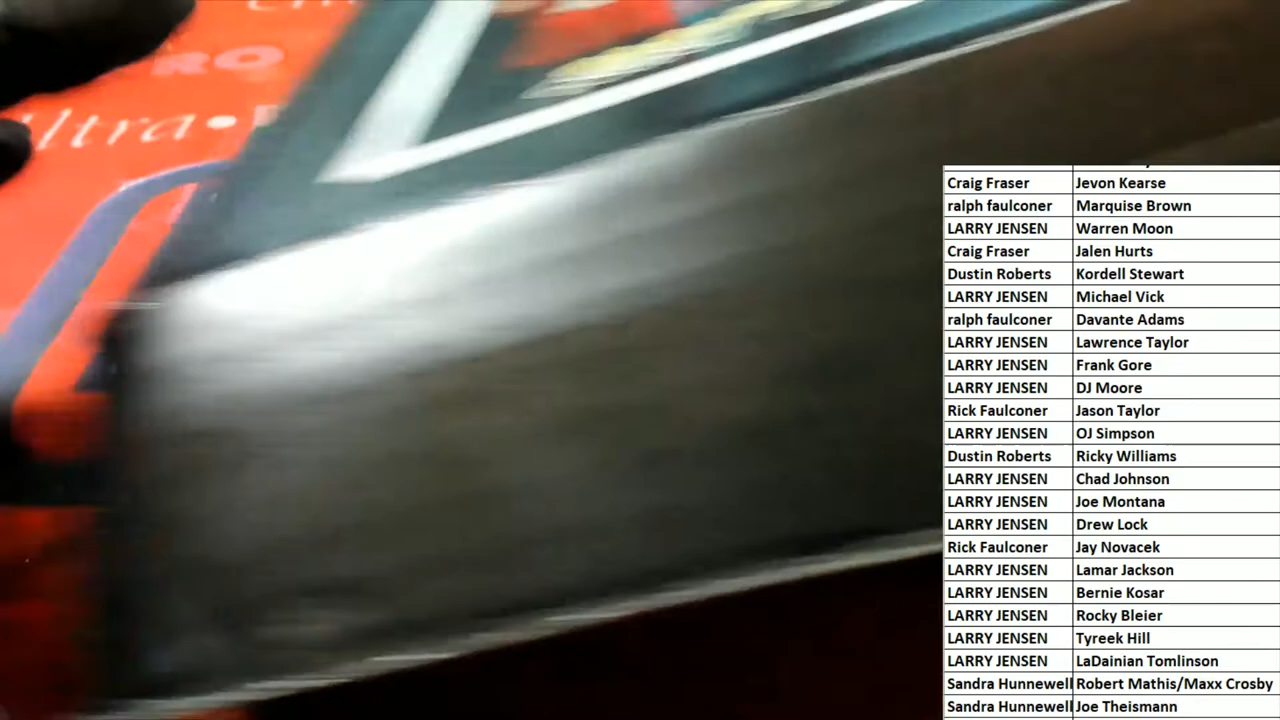 RO
ltra•
Craig Fraser Jevon Kearse
ralph faulconer Marquise Brown
LARRY JENSEN Warren Moon
Craig Fraser Jalen Hurts
Dustin Roberts Kordell Stewart
LARRY JENSEN Michael Vick
ralph faulconer Davante Adams
LARRY JENSEN Lawrence Taylor
LARRY JENSEN Frank Gore
LARRY JENSEN DJ Moore
Rick Faulconer Jason Taylor
LARRY JENSEN OJ Simpson
Dustin Roberts Ricky Williams
LARRY JENSEN Chad Johnson
LARRY JENSEN Joe Montana
LARRY JENSEN Drew Lock
Rick Faulconer Jay Novacek
LARRY JENSEN Lamar Jackson
LARRY JENSEN Bernie Kosar
LARRY JENSEN Rocky Bleier
LARRY JENSEN Tyreek Hill
LARRY JENSEN LaDainian Tomlinson
Sandra Hunnewell Robert Mathis/Maxx Crosby
Sandra Hunnewell Joe Theismann